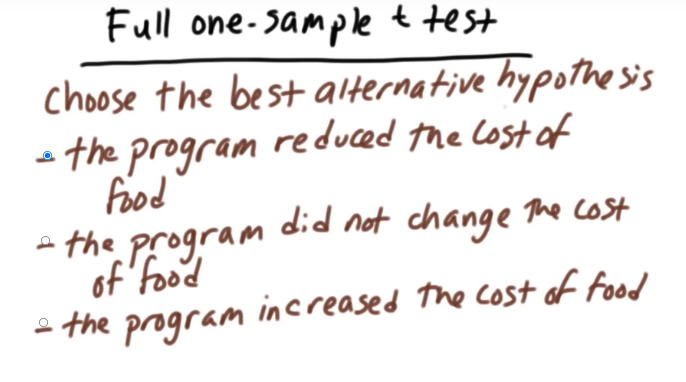 Full one-sample t test
Choose the best alternative hypothesis
- the program reduced the cost of
food
- the program did not change the cost
of food
- the program increased the cost of food